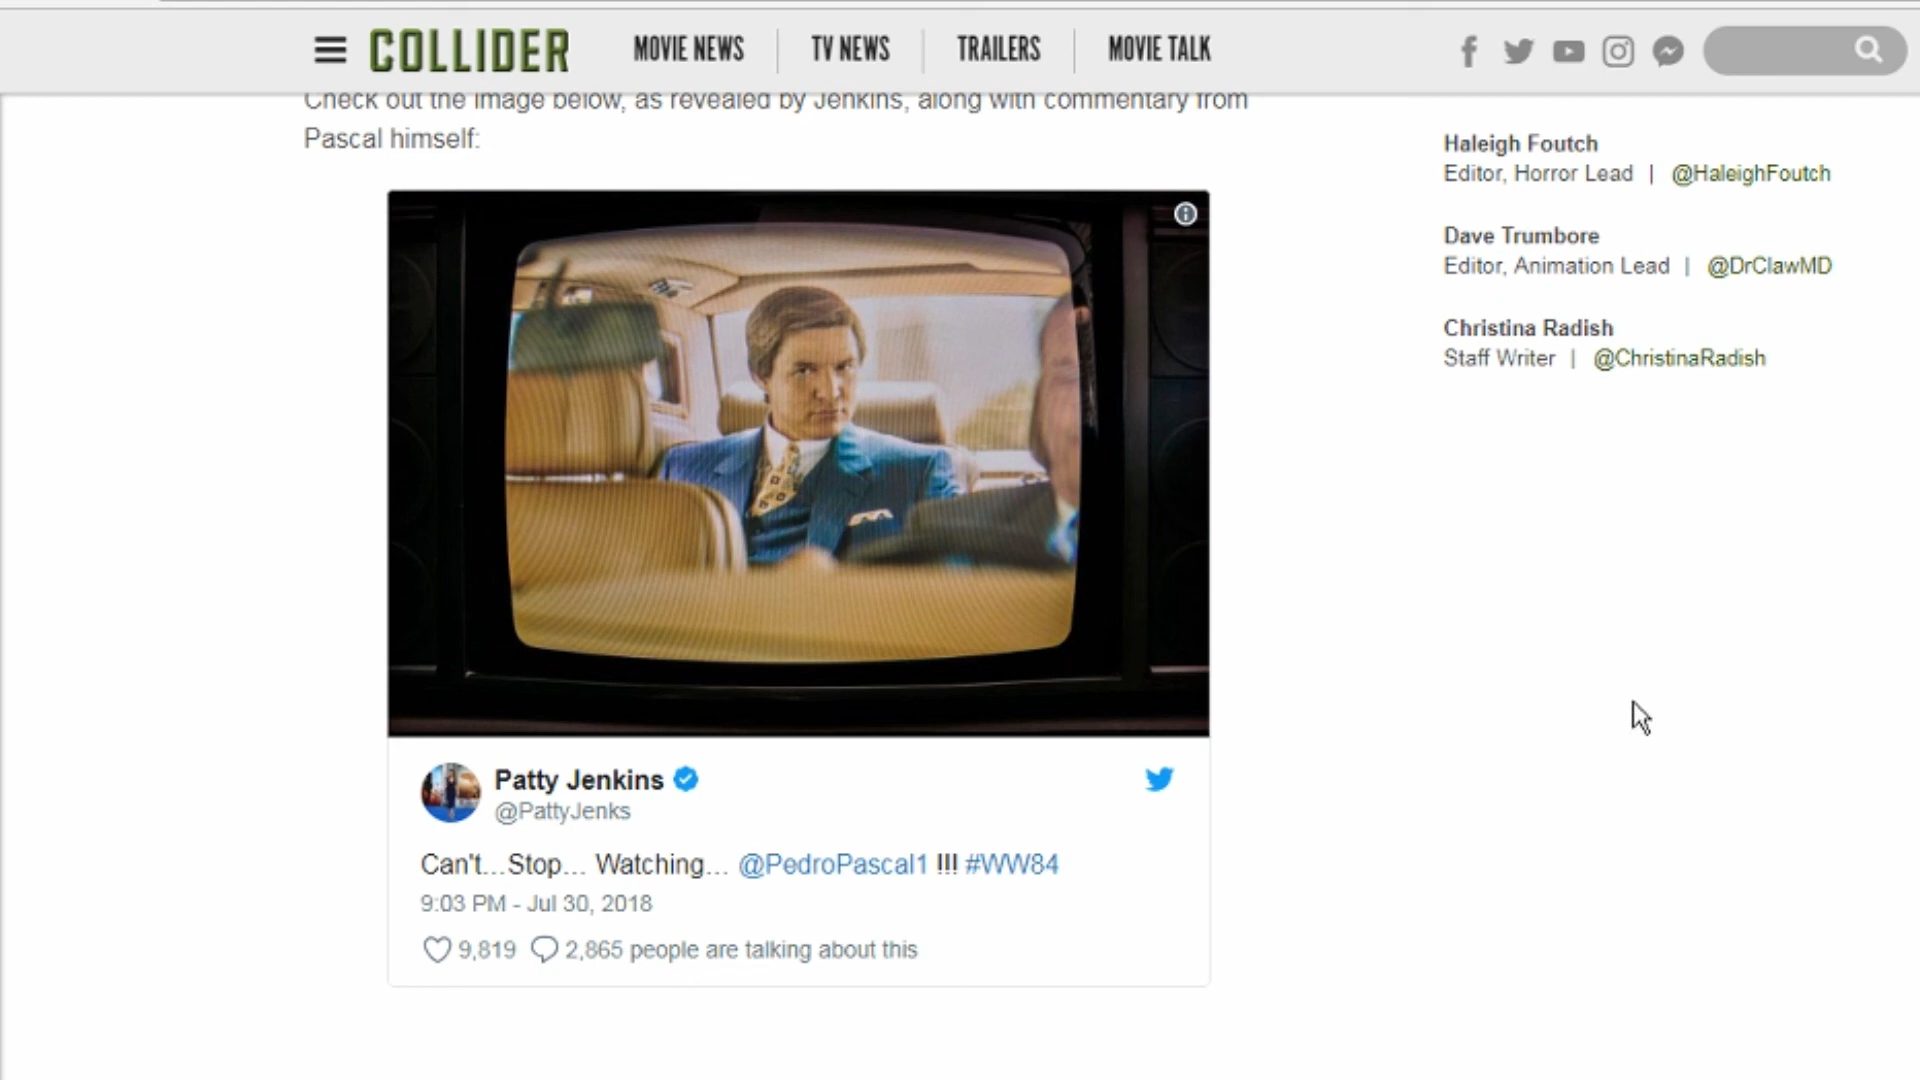 COLLIDER MOVIE NEWS TV NEWS TRAILERS MOVIE TALK
Check out the image below, as revealed by Jenkins, along with commentary from
Pascal himself:
Haleigh Foutch
Editor, Horror Lead | @HaleighFoutch
Dave Trumbore
Editor, Animation Lead | @DrClawMD
Christina Radish
Staff Writer | @ChristinaRadish
Patty Jenkins
@PattyJenks
Can't...Stop... Watching... @PedroPascal1 !!! #WW84
9:03 PM - Jul 30, 2018
9,819 2,865 people are talking about this